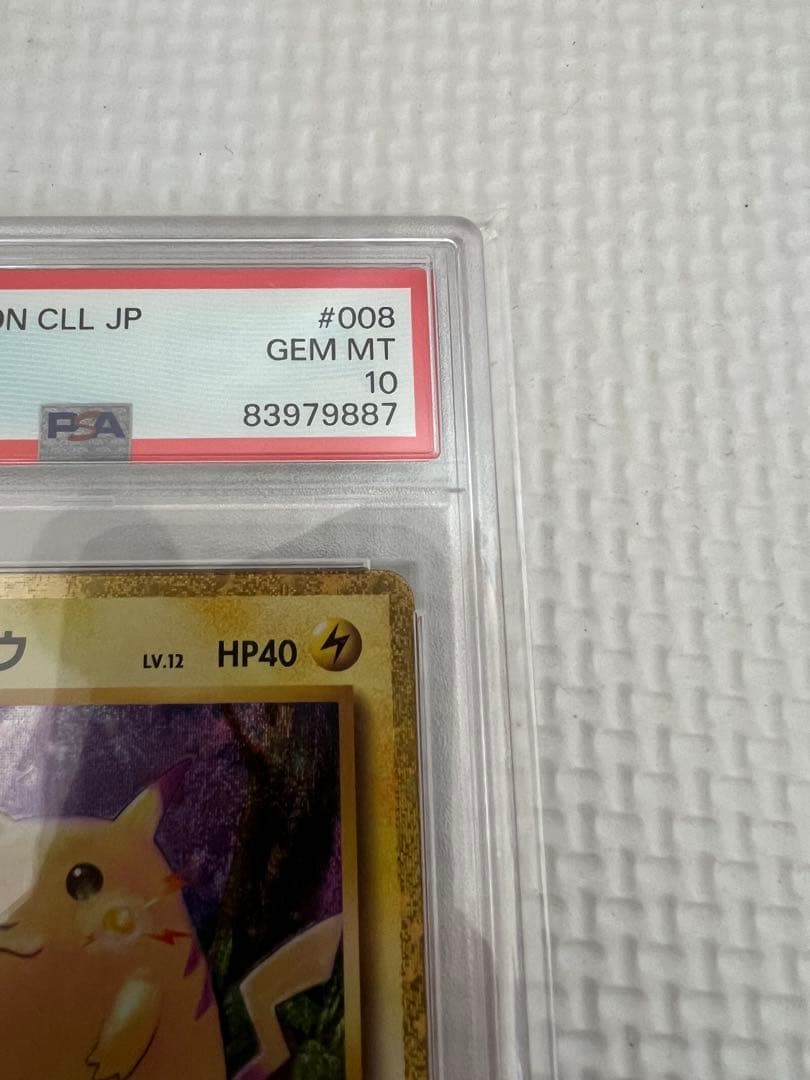 ON CLL JP #008
GEM MT
10
PSA 83979887
ウ LV.12 HP40